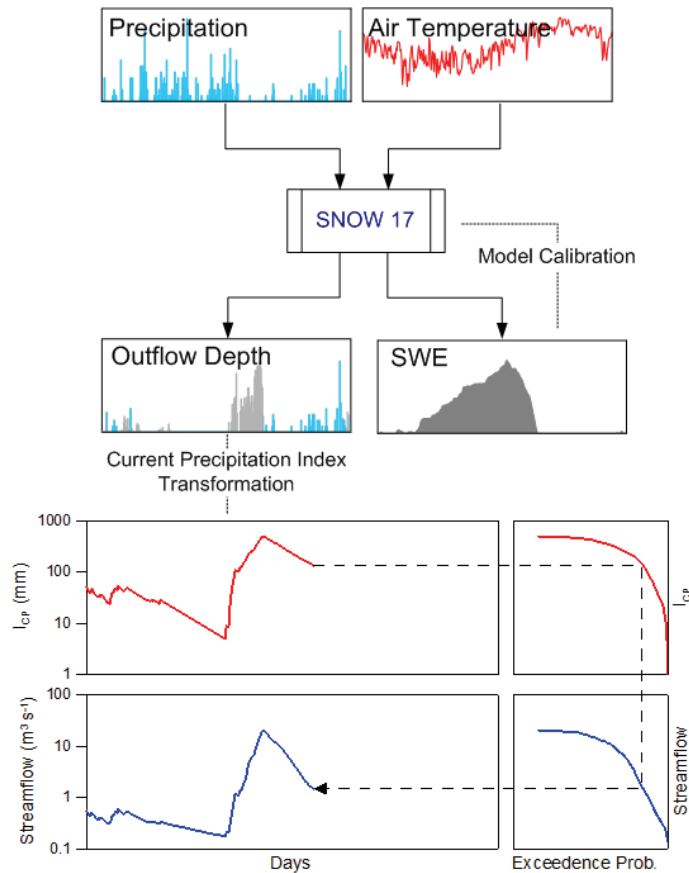 Precipitation
Air Temperature
SNOW 17
Model Calibration
Outflow Depth
SWE
Current Precipitation Index
Transformation
1000
100
10
1
I_CP (mm)
I_CP
100
10
1
0.1
Streamflow (m³ s⁻¹)
Streamflow
Days
Exceedence Prob.